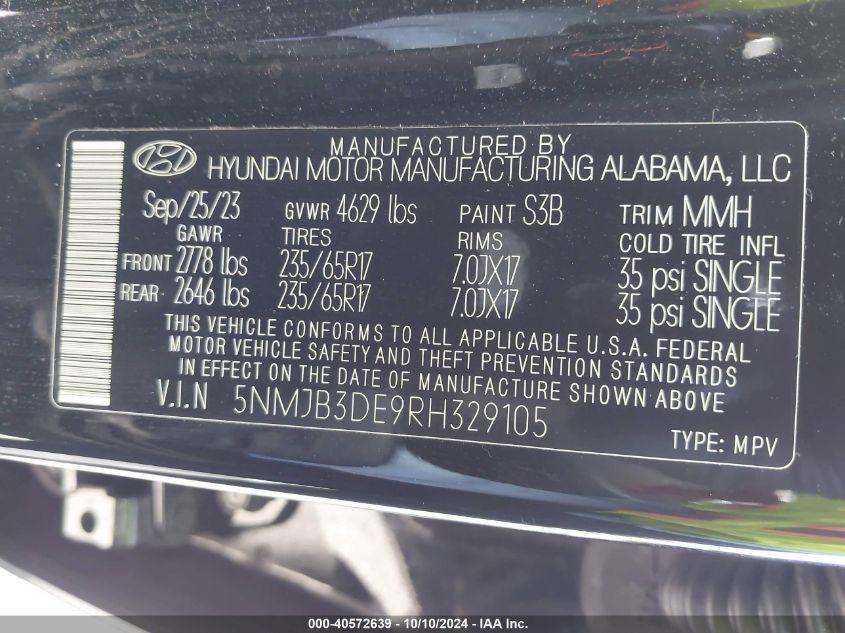 MANUFACTURED BY
HYUNDAI MOTOR MANUFACTURING ALABAMA, LLC
Sep/25/23 GVWR 4629 lbs PAINT S3B TRIM MMH
GAWR TIRES RIMS COLD TIRE INFL
FRONT 2778 lbs 235/65R17 7.0JX17 35 psi SINGLE
REAR 2646 lbs 235/65R17 7.0JX17 35 psi SINGLE
THIS VEHICLE CONFORMS TO ALL APPLICABLE U.S.A. FEDERAL
MOTOR VEHICLE SAFETY AND THEFT PREVENTION STANDARDS
IN EFFECT ON THE DATE OF MANUFACTURE SHOWN ABOVE
V.I.N 5NMJB3DE9RH329105
TYPE: MPV
000-40572639 - 10/10/2024 - IAA Inc.